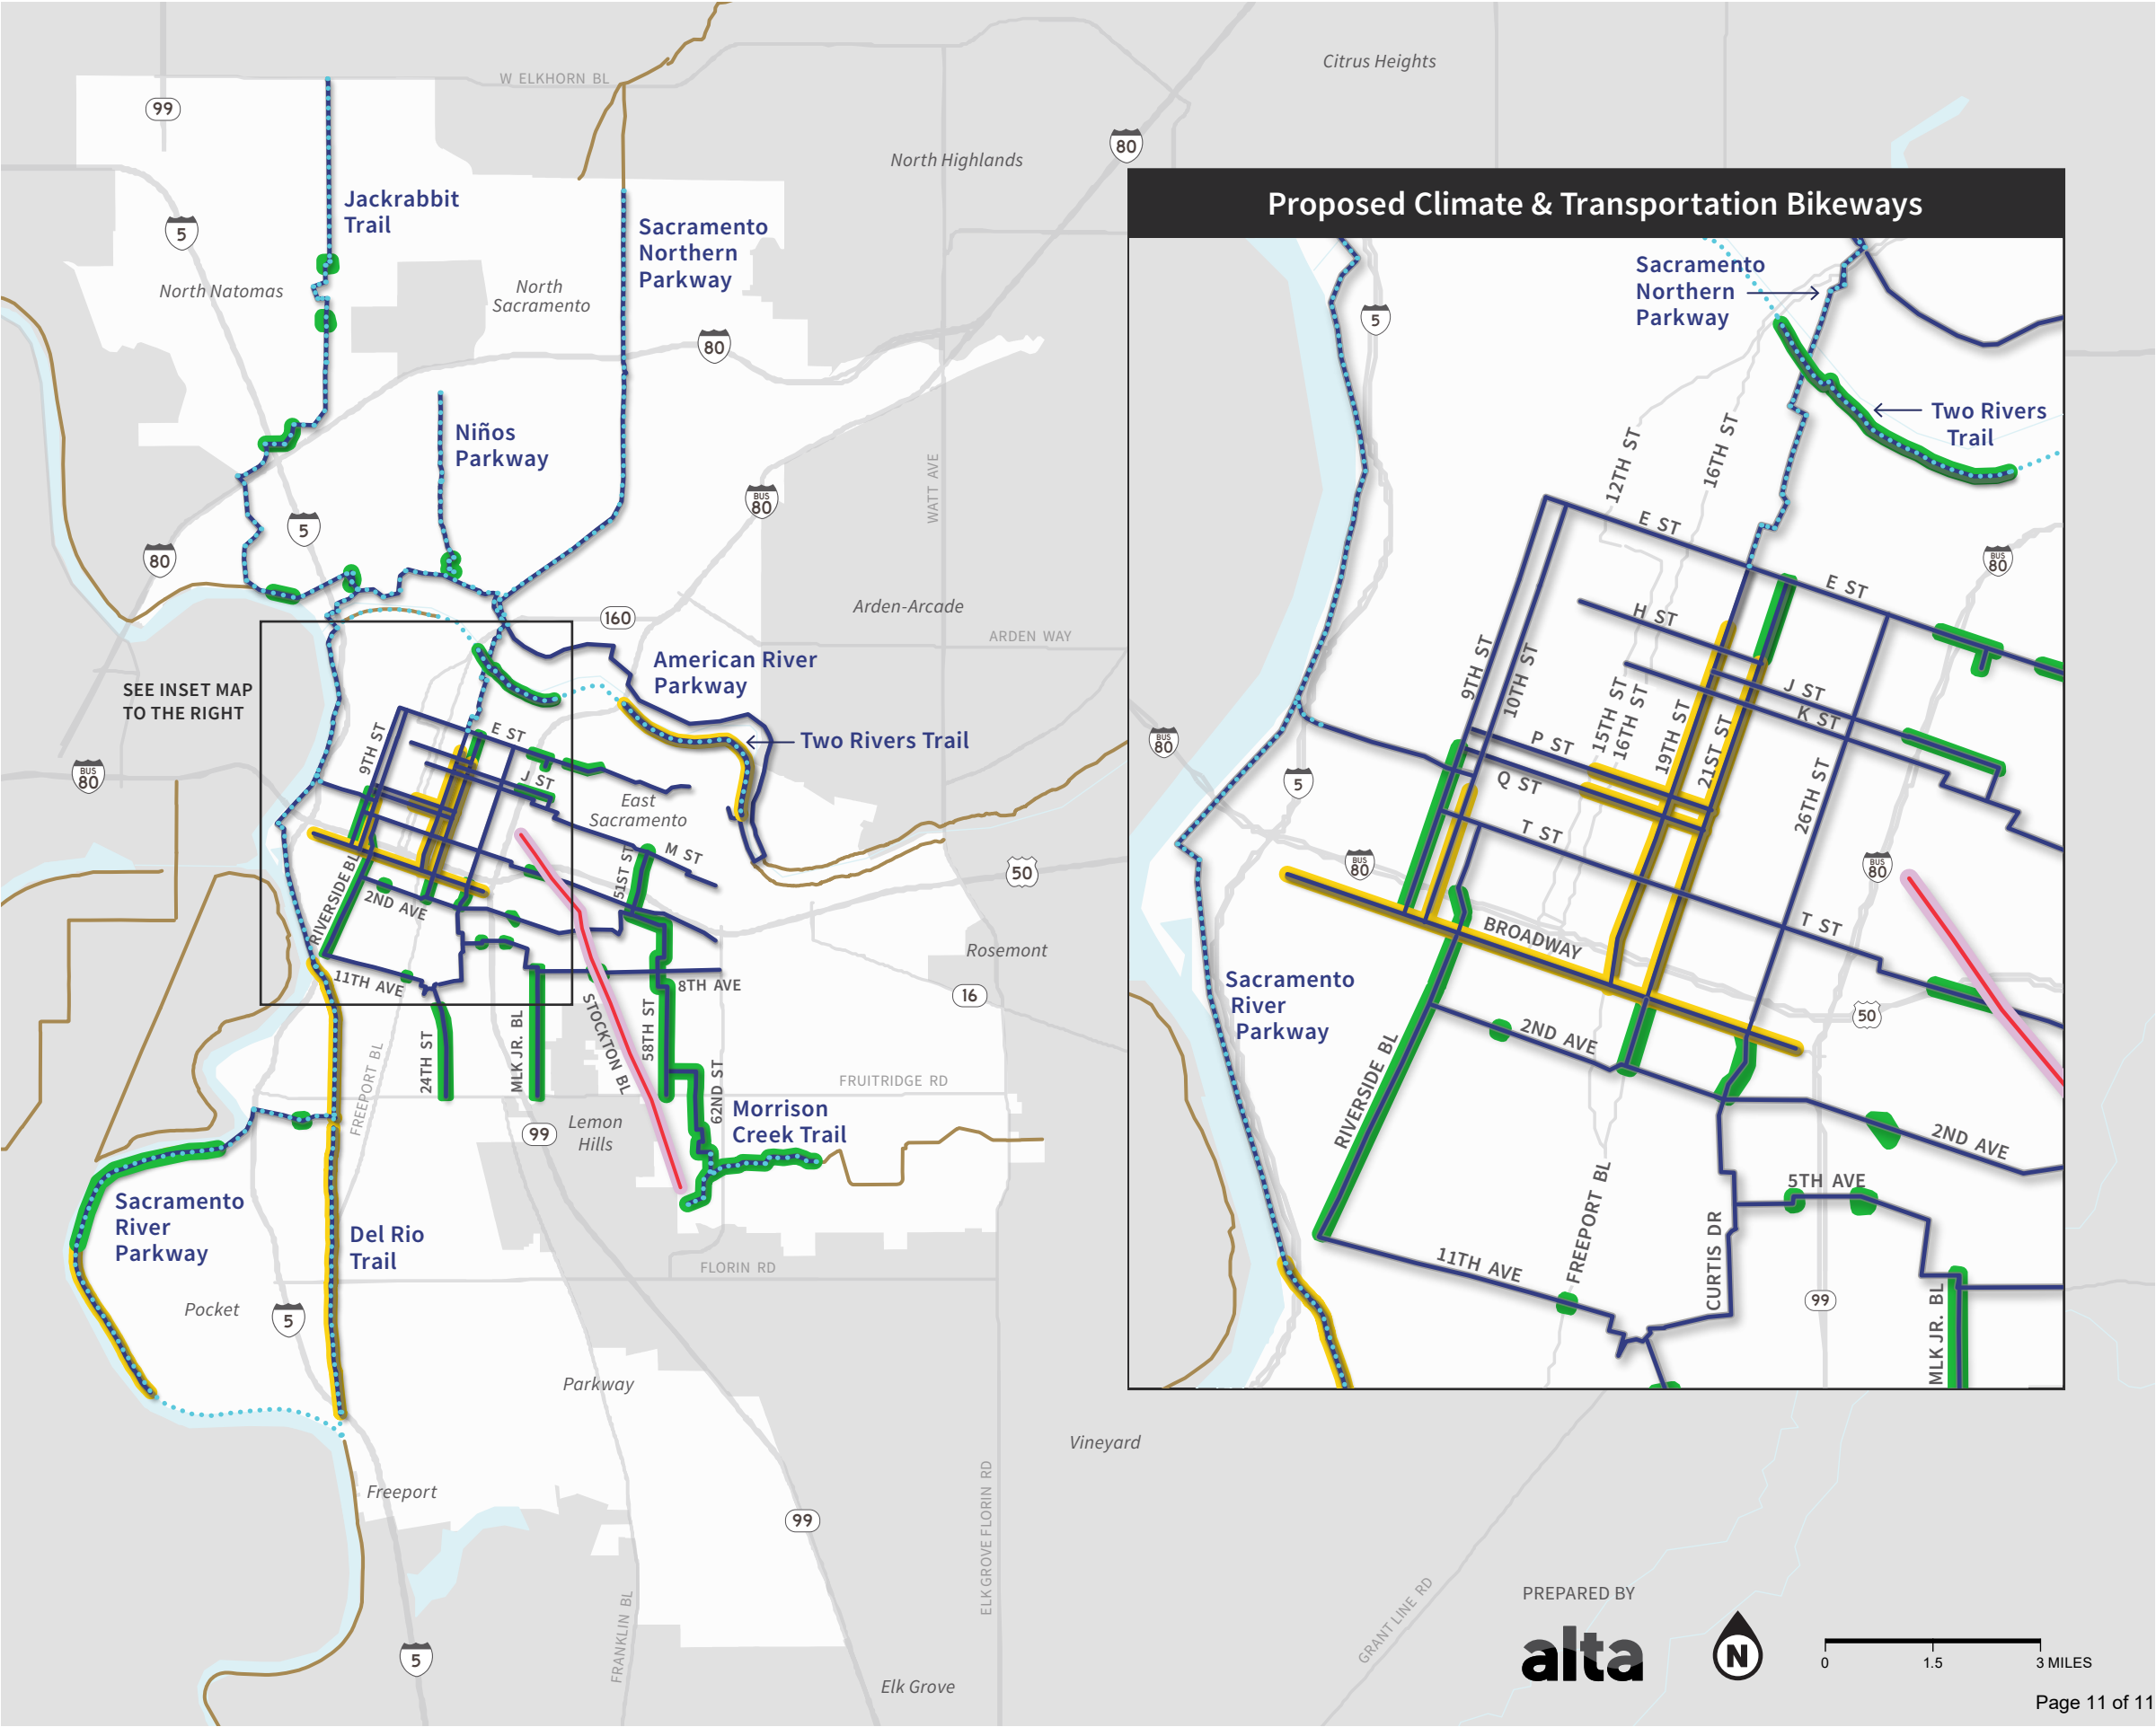 W ELKHORN BL
Citrus Heights
99
North Highlands
80
Jackrabbit
Trail
5
Sacramento
Northern
Parkway
North Natomas
North
Sacramento
80
Niños
Parkway
WATT AVE
BUS
80
5
80
Arden-Arcade
160
ARDEN WAY
American River
Parkway
SEE INSET MAP
TO THE RIGHT
9TH ST
E ST
Two Rivers Trail
BUS
80
J ST
East
Sacramento
M ST
51ST ST
50
RIVERSIDE BL
2ND AVE
Rosemont
11TH AVE
8TH AVE
16
STOCKTON BL
58TH ST
24TH ST
MLK JR. BL
FREEPORT BL
62ND ST
FRUITRIDGE RD
Lemon
Hills
99
Morrison
Creek Trail
Sacramento
River
Parkway
Del Rio
Trail
FLORIN RD
Pocket
5
Parkway
Vineyard
Freeport
99
ELK GROVE FLORIN RD
FRANKLIN BL
GRANT LINE RD
5
Elk Grove
Proposed Climate & Transportation Bikeways
Sacramento
Northern
Parkway
5
Two Rivers
Trail
12TH ST
16TH ST
E ST
BUS
80
E ST
H ST
9TH ST
10TH ST
15TH ST
16TH ST
19TH ST
21ST ST
J ST
K ST
BUS
80
5
P ST
Q ST
26TH ST
T ST
BUS
80
BUS
80
BROADWAY
T ST
Sacramento
River
Parkway
50
2ND AVE
RIVERSIDE BL
2ND AVE
5TH AVE
FREEPORT BL
CURTIS DR
11TH AVE
99
MLK JR. BL
PREPARED BY
alta
N
0
1.5
3 MILES
Page 11 of 11